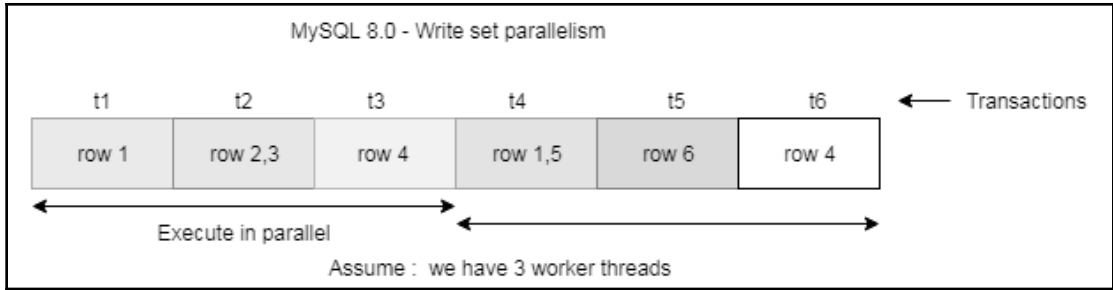 MySQL 8.0 - Write set parallelism
t1 t2 t3 t4 t5 t6 Transactions
row 1 row 2,3 row 4 row 1,5 row 6 row 4
Execute in parallel
Assume : we have 3 worker threads